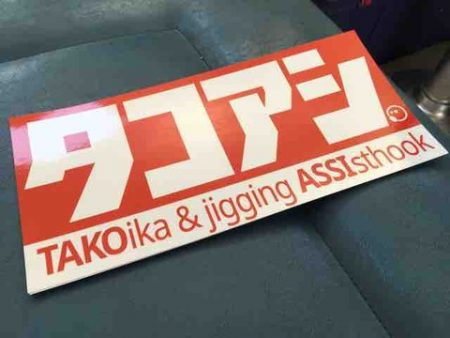 タコアシ
TAKOika & jigging ASSIsthook